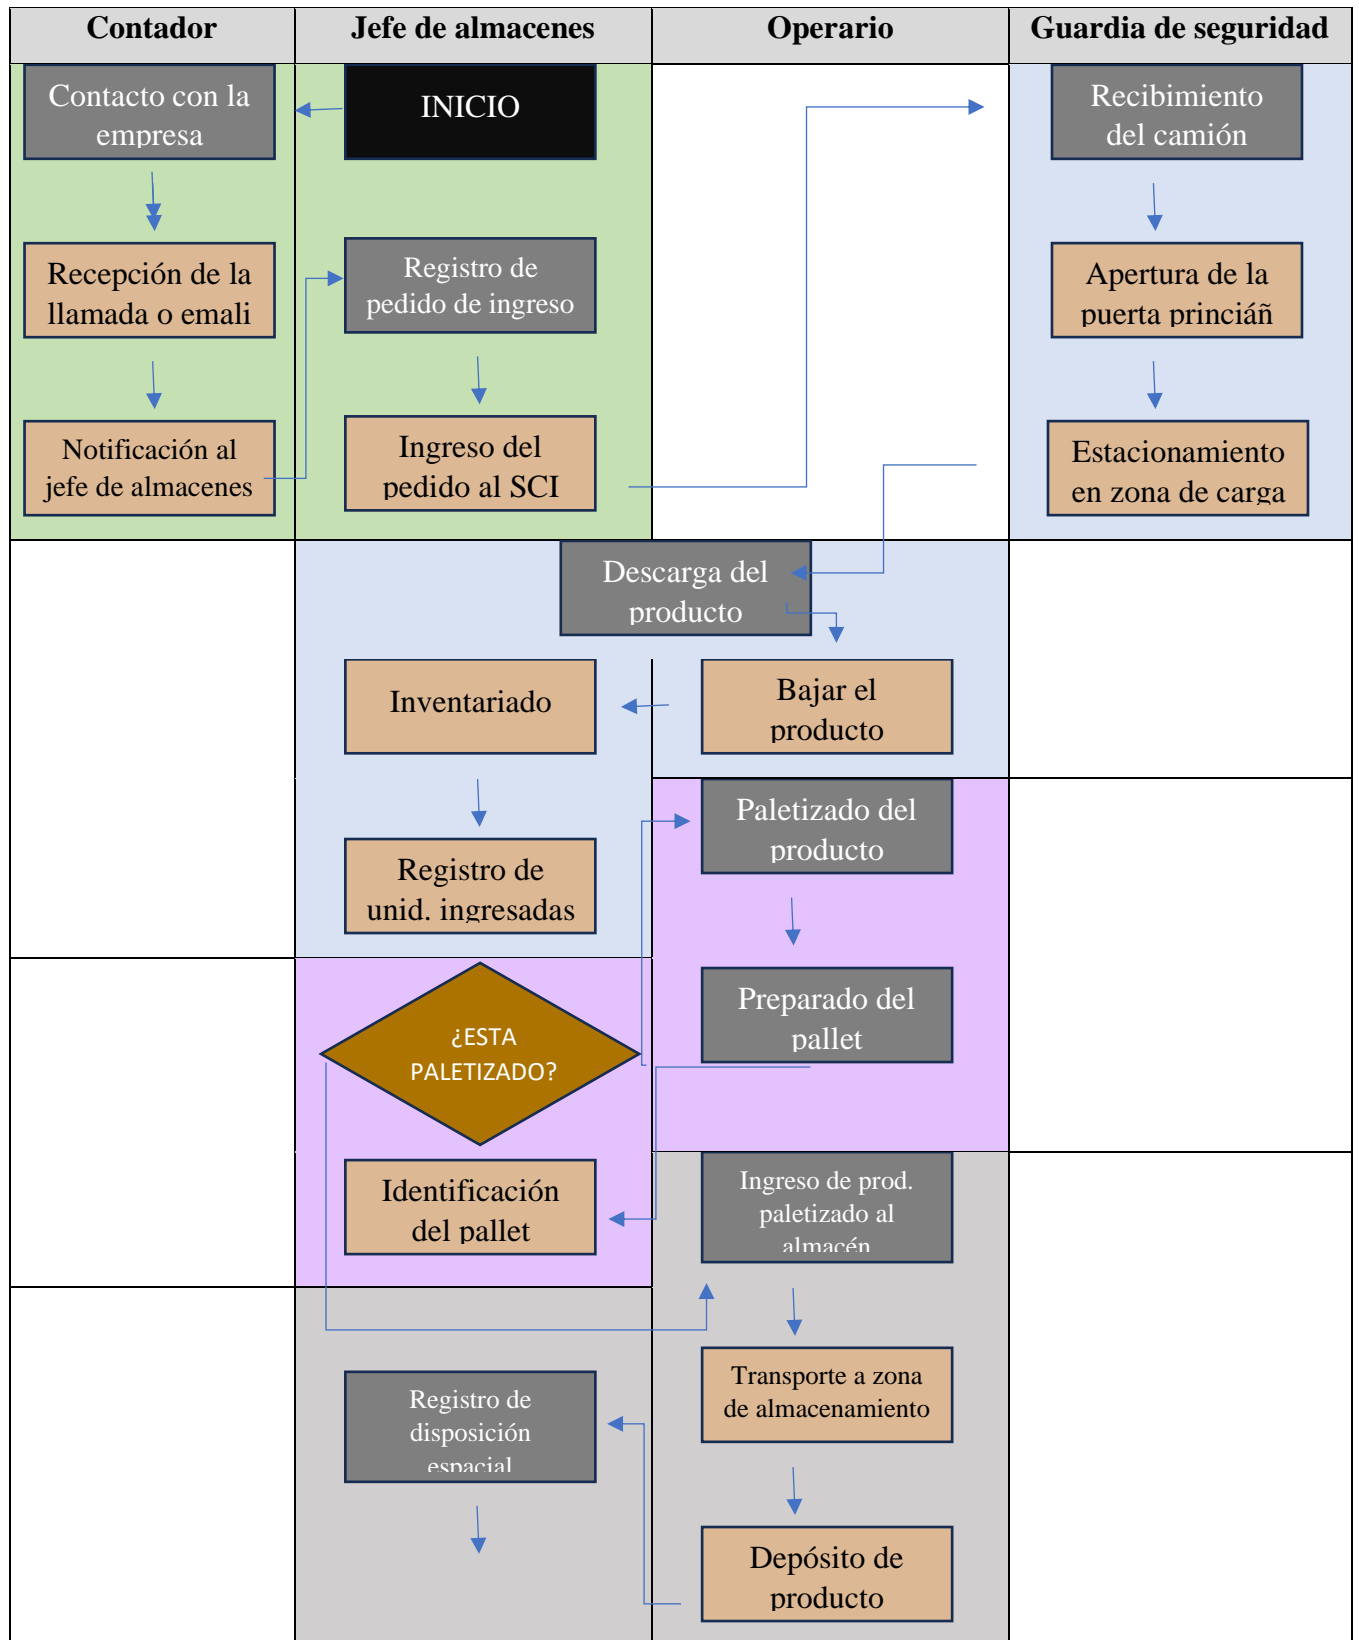 Contador
Jefe de almacenes
Operario
Guardia de seguridad
Contacto con la
empresa
INICIO
Recibimiento
del camión
Recepción de la
llamada o emali
Registro de
pedido de ingreso
Apertura de la
puerta princiáñ
Notificación al
jefe de almacenes
Ingreso del
pedido al SCI
Estacionamiento
en zona de carga
Descarga del
producto
Inventariado
Bajar el
producto
Registro de
unid. ingresadas
Paletizado del
producto
¿ESTA
PALETIZADO?
Preparado del
pallet
Identificación
del pallet
Ingreso de prod.
paletizado al
almacén
Registro de
disposición
espacial
Transporte a zona
de almacenamiento
Depósito de
producto